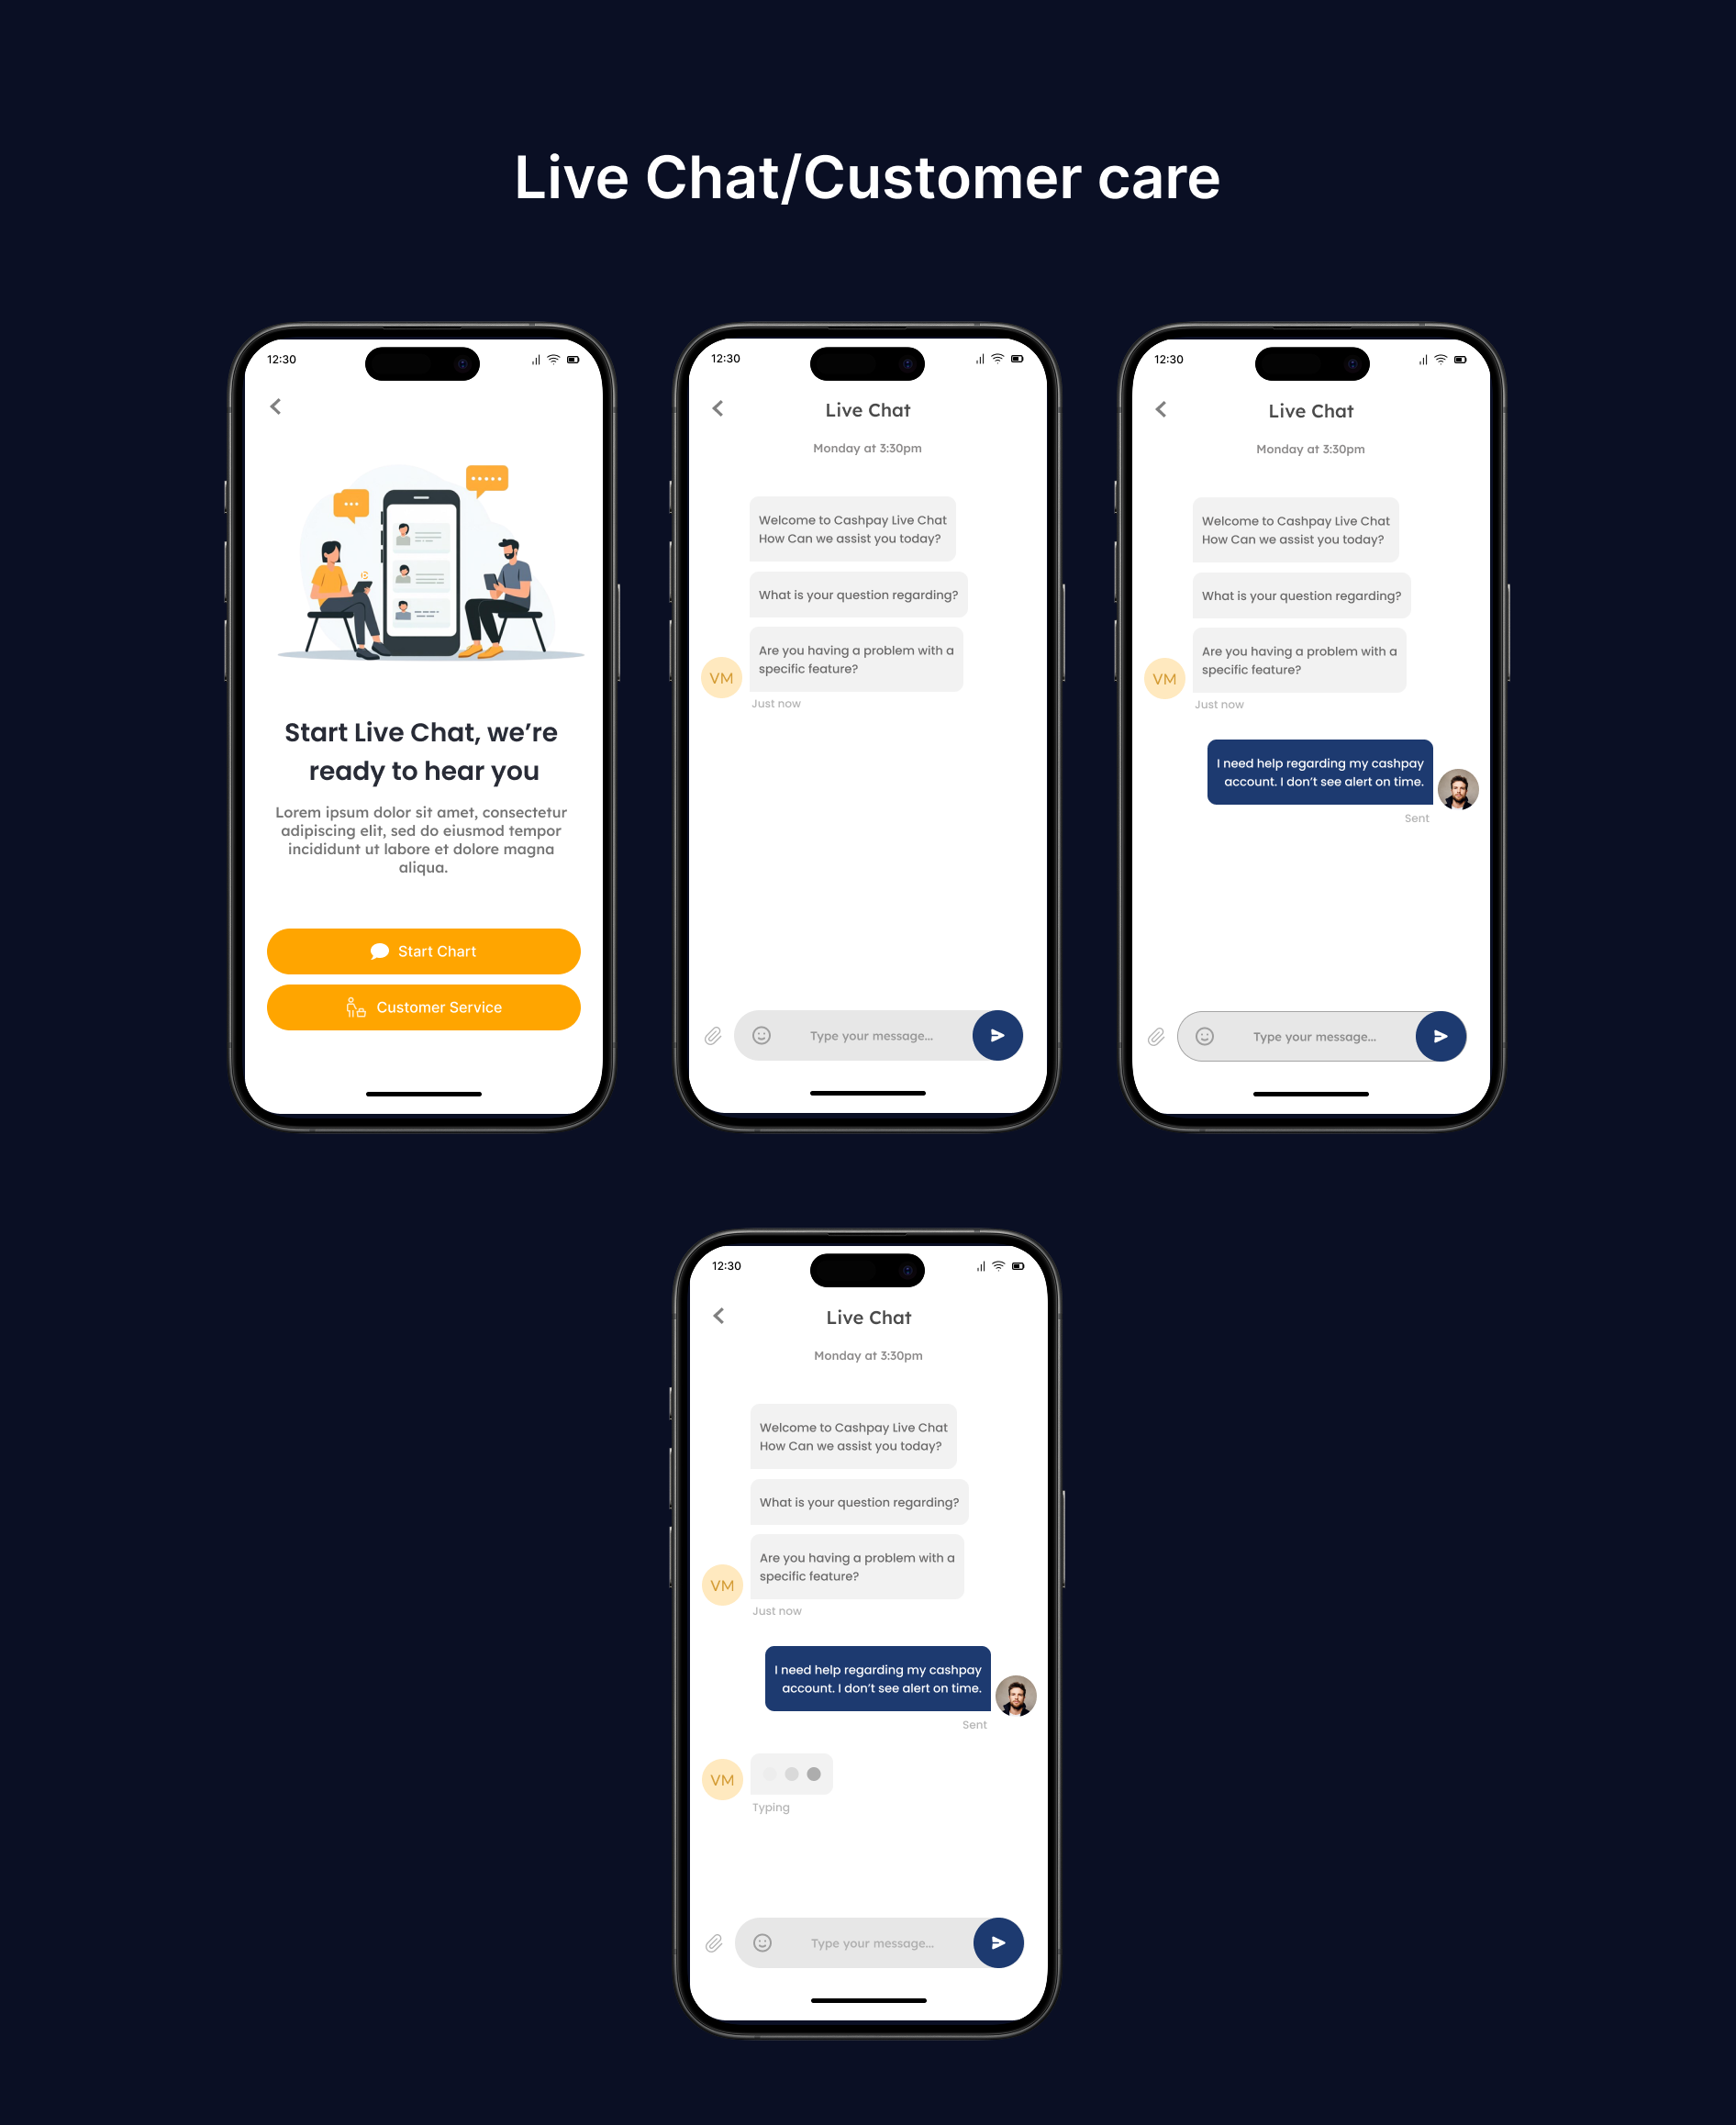 Live Chat/Customer care
12:30
Start Live Chat, we’re
ready to hear you
Lorem ipsum dolor sit amet, consectetur
adipiscing elit, sed do eiusmod tempor
incididunt ut labore et dolore magna
aliqua.
Start Chart
Customer Service
12:30
Live Chat
Monday at 3:30pm
Welcome to Cashpay Live Chat
How Can we assist you today?
What is your question regarding?
Are you having a problem with a
specific feature?
VM
Just now
Type your message...
12:30
Live Chat
Monday at 3:30pm
Welcome to Cashpay Live Chat
How Can we assist you today?
What is your question regarding?
Are you having a problem with a
specific feature?
VM
Just now
I need help regarding my cashpay
account. I don’t see alert on time.
Sent
Type your message...
12:30
Live Chat
Monday at 3:30pm
Welcome to Cashpay Live Chat
How Can we assist you today?
What is your question regarding?
Are you having a problem with a
specific feature?
VM
Just now
I need help regarding my cashpay
account. I don’t see alert on time.
Sent
VM
Typing
Type your message...